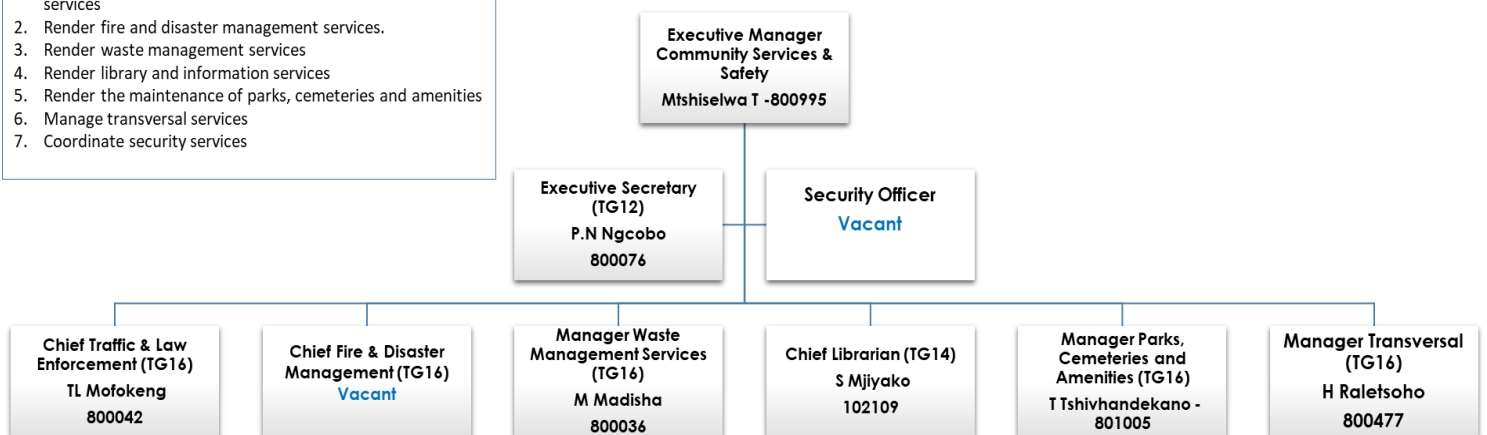 services
2. Render fire and disaster management services.
3. Render waste management services
4. Render library and information services
5. Render the maintenance of parks, cemeteries and amenities
6. Manage transversal services
7. Coordinate security services
Executive Manager
Community Services &
Safety
Mtshiselwa T -800995
Executive Secretary
(TG12)
P.N Ngcobo
800076
Security Officer
Vacant
Chief Traffic & Law
Enforcement (TG16)
TL Mofokeng
800042
Chief Fire & Disaster
Management (TG16)
Vacant
Manager Waste
Management Services
(TG16)
M Madisha
800036
Chief Librarian (TG14)
S Mjiyako
102109
Manager Parks,
Cemeteries and
Amenities (TG16)
T Tshivhandekano -
801005
Manager Transversal
(TG16)
H Raletsoho
800477